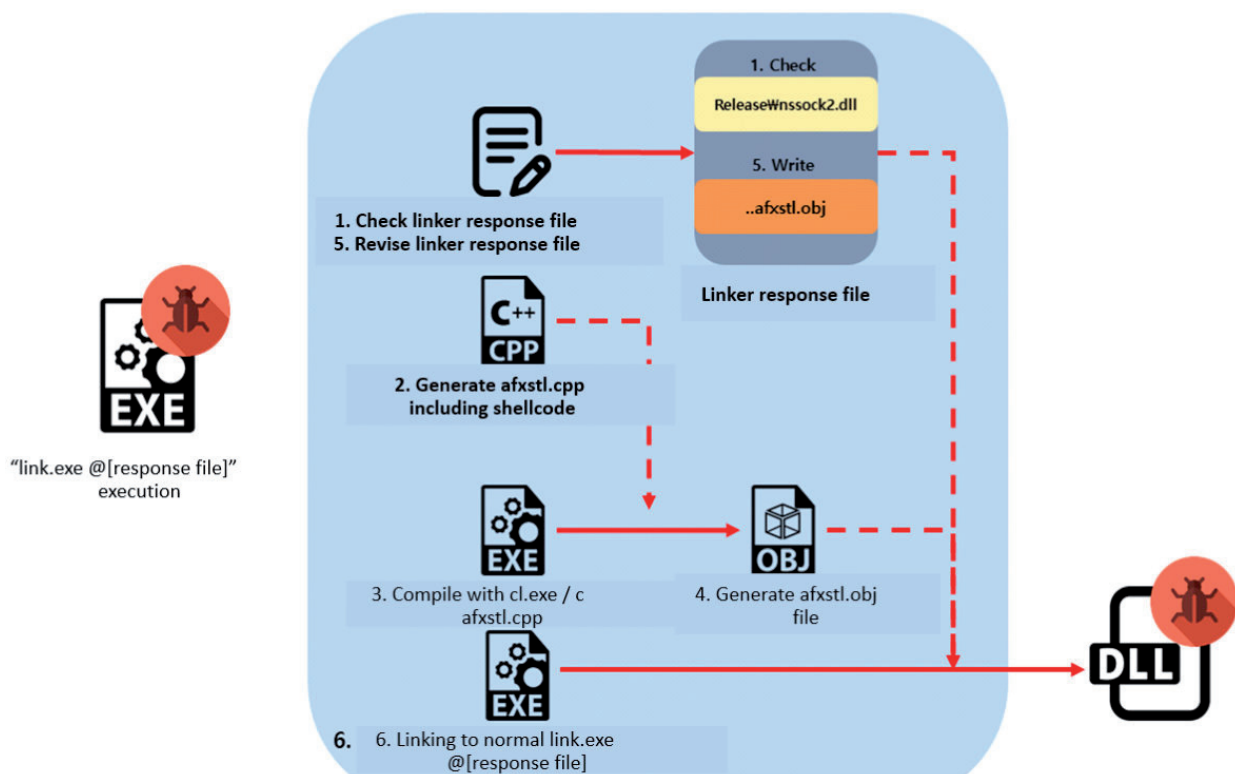 1. Check
Release₩nssock2.dll
5. Write
..afxstl.obj
1. Check linker response file
5. Revise linker response file
Linker response file
C++
CPP
2. Generate afxstl.cpp
including shellcode
EXE
"link.exe @[response file]"
execution
EXE
OBJ
3. Compile with cl.exe / c
afxstl.cpp
4. Generate afxstl.obj
file
EXE
DLL
6.
6. Linking to normal link.exe
@[response file]